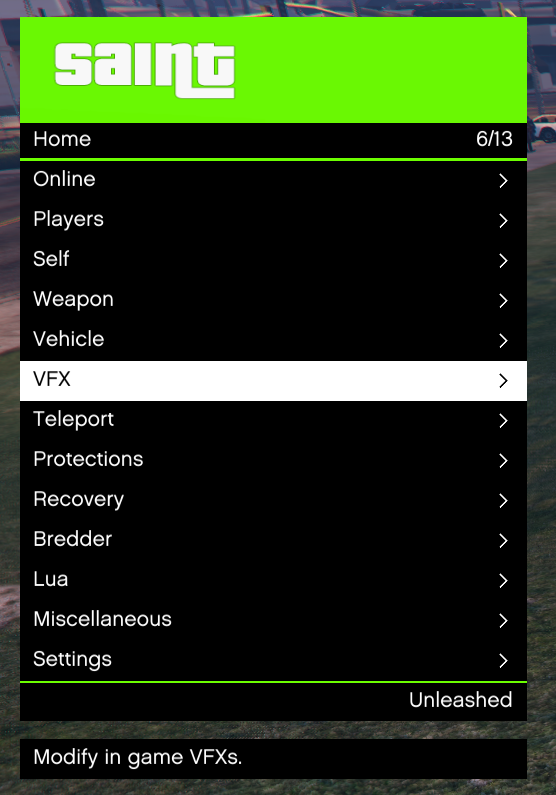 saint
Home 6/13
Online
Players
Self
Weapon
Vehicle
VFX
Teleport
Protections
Recovery
Bredder
Lua
Miscellaneous
Settings
Unleashed
Modify in game VFXs.